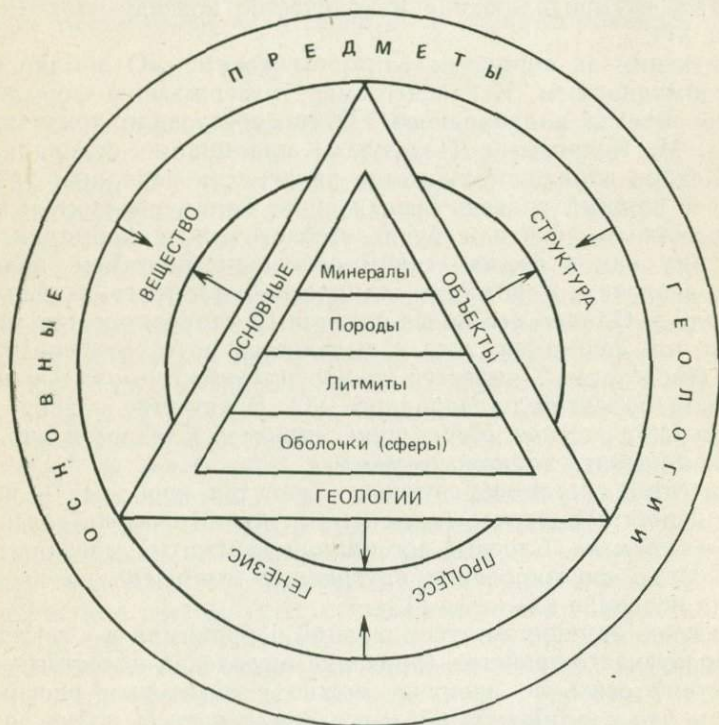 ОСНОВНЫЕ ПРЕДМЕТЫ ГЕОЛОГИИ
ВЕЩЕСТВО
СТРУКТУРА
ОСНОВНЫЕ ОБЪЕКТЫ
Минералы
Породы
Литмиты
Оболочки (сферы)
ГЕОЛОГИИ
ГЕНЕЗИС
ПРОЦЕСС